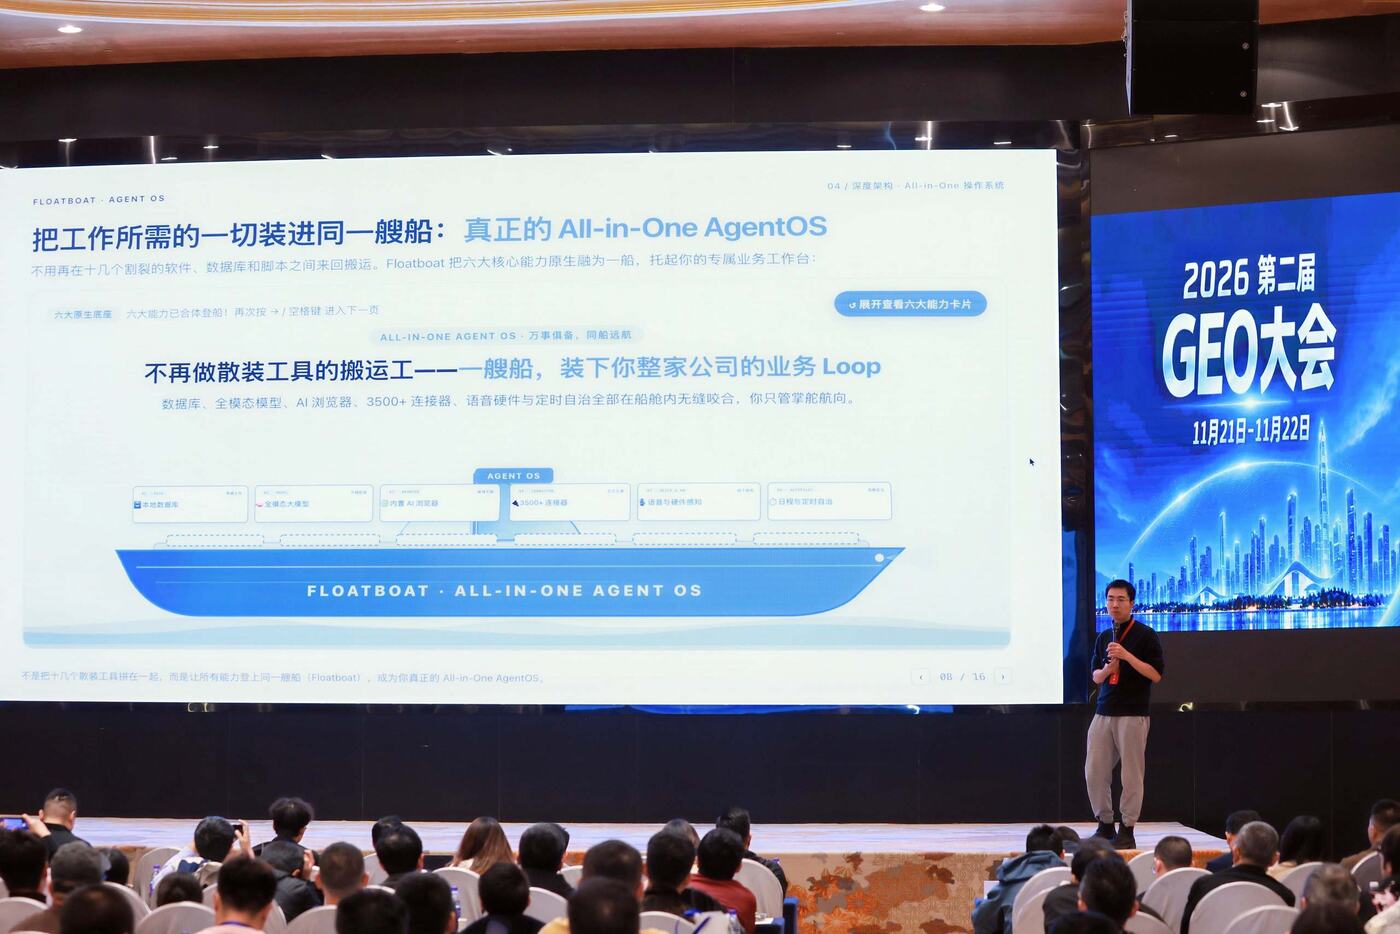 FLOATBOAT · AGENT OS
04 / 深度架构 · All-in-One 操作系统
把工作所需的一切装进同一艘船：真正的 All-in-One AgentOS
不用再在十几个割裂的软件、数据库和脚本之间来回搬运。Floatboat 把六大核心能力原生融为一船，托起你的专属业务工作台：
六大原生底座 六大能力已合体登船！再次按 → / 空格键 进入下一页
↺ 展开查看六大能力卡片
ALL-IN-ONE AGENT OS · 万事俱备，同船远航
不再做散装工具的搬运工——一艘船，装下你整家公司的业务 Loop
数据库、全模态模型、AI 浏览器、3500+ 连接器、语音硬件与定时自治全部在船舱内无缝咬合，你只管掌舵航向。
AGENT OS
本地数据库
全模态大模型
内置 AI 浏览器
3500+ 连接器
语音与硬件感知
日程与定时自治
FLOATBOAT · ALL-IN-ONE AGENT OS
不是把十几个散装工具拼在一起，而是让所有能力登上同一艘船（Floatboat），成为你真正的 All-in-One AgentOS。
‹ 08 / 16 ›
2026 第二届
GEO大会
11月21日-11月22日